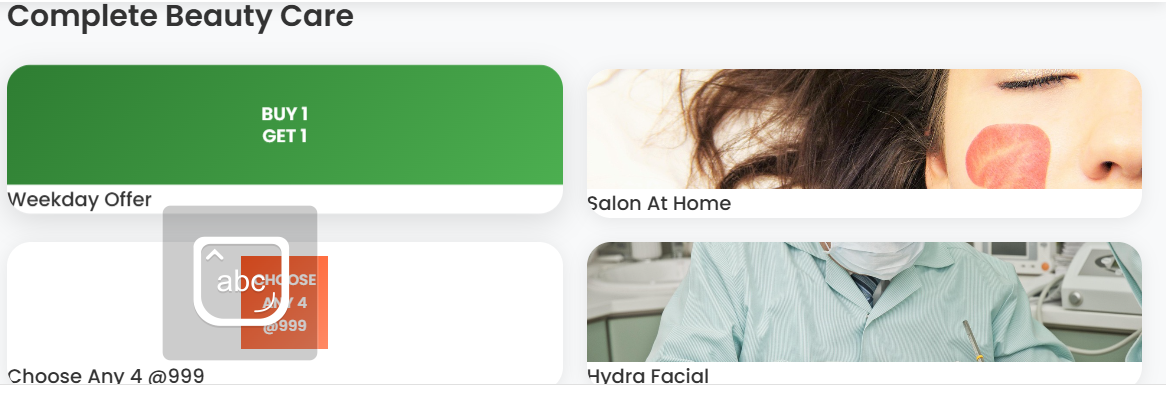 Complete Beauty Care
BUY 1
GET 1
Weekday Offer
Salon At Home
abc
CHOOSE
ANY 4
@999
Choose Any 4 @999
Hydra Facial